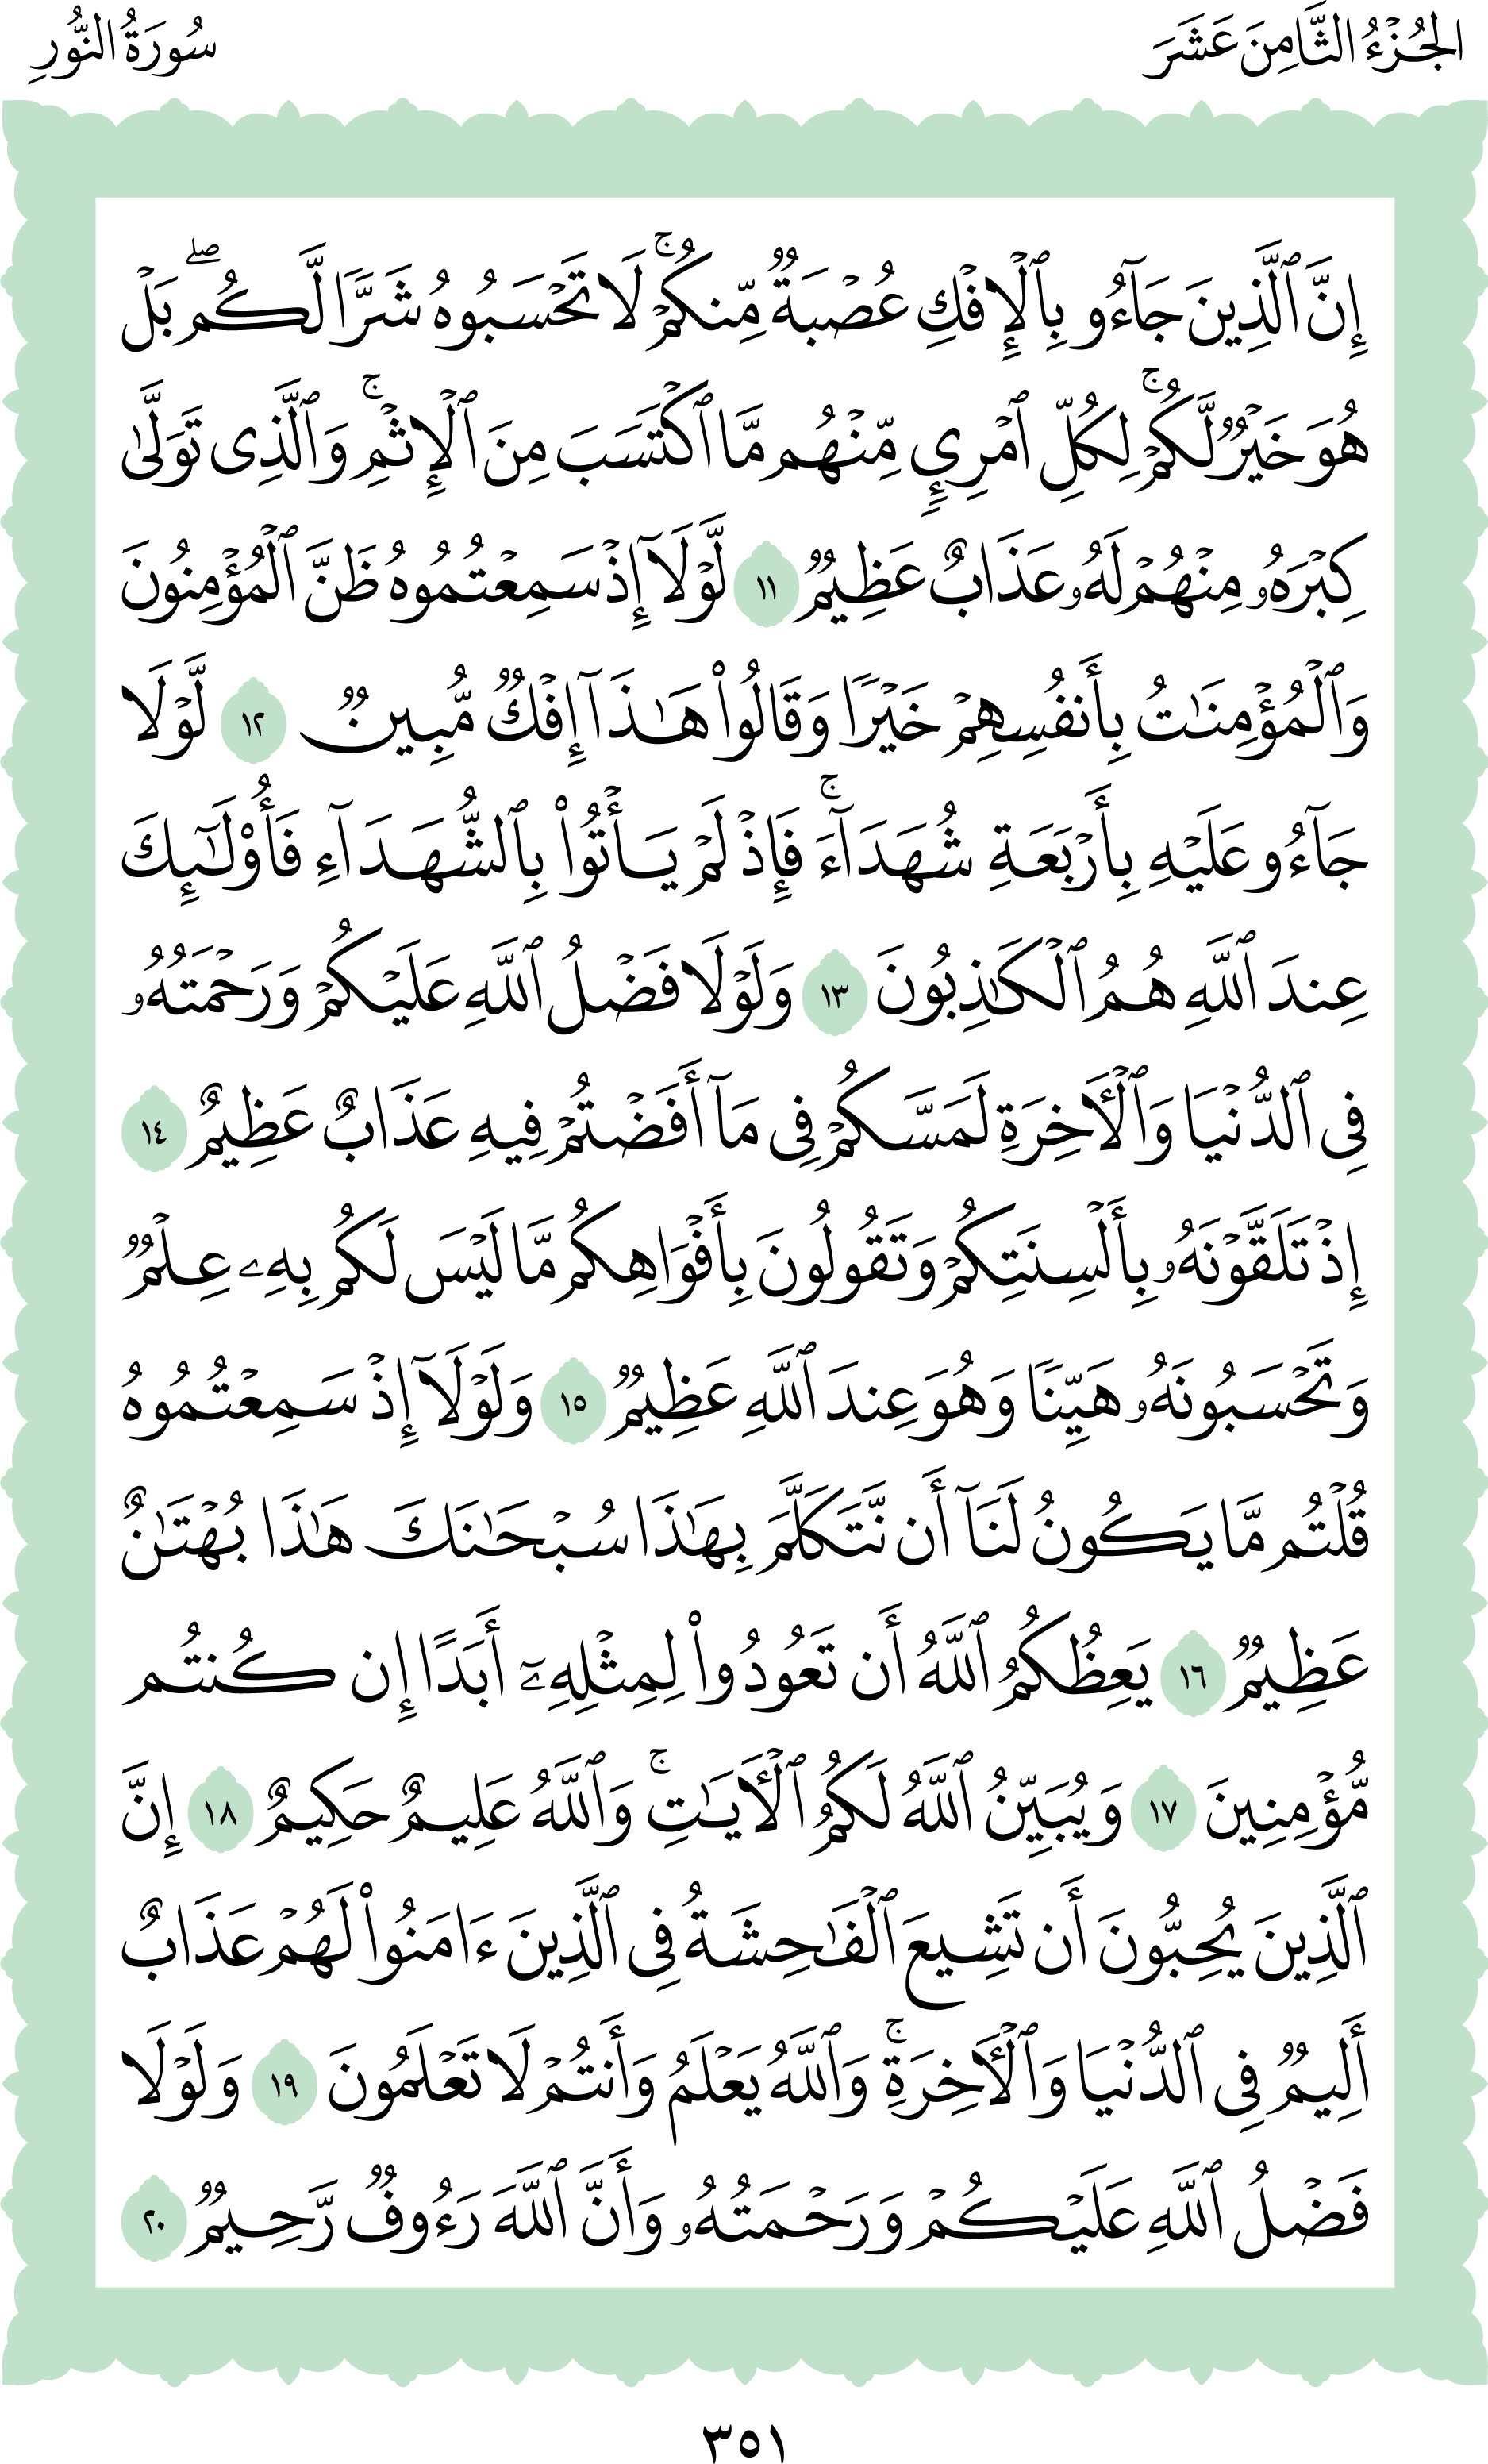 الجُزْءُ الثَّامِنَ عَشَرَ
سُورَةُ النُّورِ
إِنَّ ٱلَّذِينَ جَآءُو بِٱلۡإِفۡكِ عُصۡبَةٞ مِّنكُمۡۚ لَا تَحۡسَبُوهُ شَرّٗا لَّكُمۖ بَلۡ
هُوَ خَيۡرٞ لَّكُمۡۚ لِكُلِّ ٱمۡرِيٕٖ مِّنۡهُم مَّا ٱكۡتَسَبَ مِنَ ٱلۡإِثۡمِۚ وَٱلَّذِي تَوَلَّىٰ
كِبۡرَهُۥ مِنۡهُمۡ لَهُۥ عَذَابٌ عَظِيمٞ ١١ لَّوۡلَآ إِذۡ سَمِعۡتُمُوهُ ظَنَّ ٱلۡمُؤۡمِنُونَ
وَٱلۡمُؤۡمِنَٰتُ بِأَنفُسِهِمۡ خَيۡرٗا وَقَالُواْ هَٰذَآ إِفۡكٞ مُّبِينٞ ١٢ لَّوۡلَا
جَآءُو عَلَيۡهِ بِأَرۡبَعَةِ شُهَدَآءَۚ فَإِذۡ لَمۡ يَأۡتُواْ بِٱلشُّهَدَآءِ فَأُوْلَٰٓئِكَ
عِندَ ٱللَّهِ هُمُ ٱلۡكَٰذِبُونَ ١٣ وَلَوۡلَا فَضۡلُ ٱللَّهِ عَلَيۡكُمۡ وَرَحۡمَتُهُۥ
فِي ٱلدُّنۡيَا وَٱلۡأٓخِرَةِ لَمَسَّكُمۡ فِي مَآ أَفَضۡتُمۡ فِيهِ عَذَابٌ عَظِيمٌ ١٤
إِذۡ تَلَقَّوۡنَهُۥ بِأَلۡسِنَتِكُمۡ وَتَقُولُونَ بِأَفۡوَاهِكُم مَّا لَيۡسَ لَكُم بِهِۦ عِلۡمٞ
وَتَحۡسَبُونَهُۥ هَيِّنٗا وَهُوَ عِندَ ٱللَّهِ عَظِيمٞ ١٥ وَلَوۡلَآ إِذۡ سَمِعۡتُمُوهُ
قُلۡتُم مَّا يَكُونُ لَنَآ أَن نَّتَكَلَّمَ بِهَٰذَا سُبۡحَٰنَكَ هَٰذَا بُهۡتَٰنٌ
عَظِيمٞ ١٦ يَعِظُكُمُ ٱللَّهُ أَن تَعُودُواْ لِمِثۡلِهِۦٓ أَبَدًا إِن كُنتُم
مُّؤۡمِنِينَ ١٧ وَيُبَيِّنُ ٱللَّهُ لَكُمُ ٱلۡأٓيَٰتِۚ وَٱللَّهُ عَلِيمٌ حَكِيمٌ ١٨ إِنَّ
ٱلَّذِينَ يُحِبُّونَ أَن تَشِيعَ ٱلۡفَٰحِشَةُ فِي ٱلَّذِينَ ءَامَنُواْ لَهُمۡ عَذَابٌ
أَلِيمٞ فِي ٱلدُّنۡيَا وَٱلۡأٓخِرَةِۚ وَٱللَّهُ يَعۡلَمُ وَأَنتُمۡ لَا تَعۡلَمُونَ ١٩ وَلَوۡلَا
فَضۡلُ ٱللَّهِ عَلَيۡكُمۡ وَرَحۡمَتُهُۥ وَأَنَّ ٱللَّهَ رَءُوفٞ رَّحِيمٞ ٢٠
٣٥١